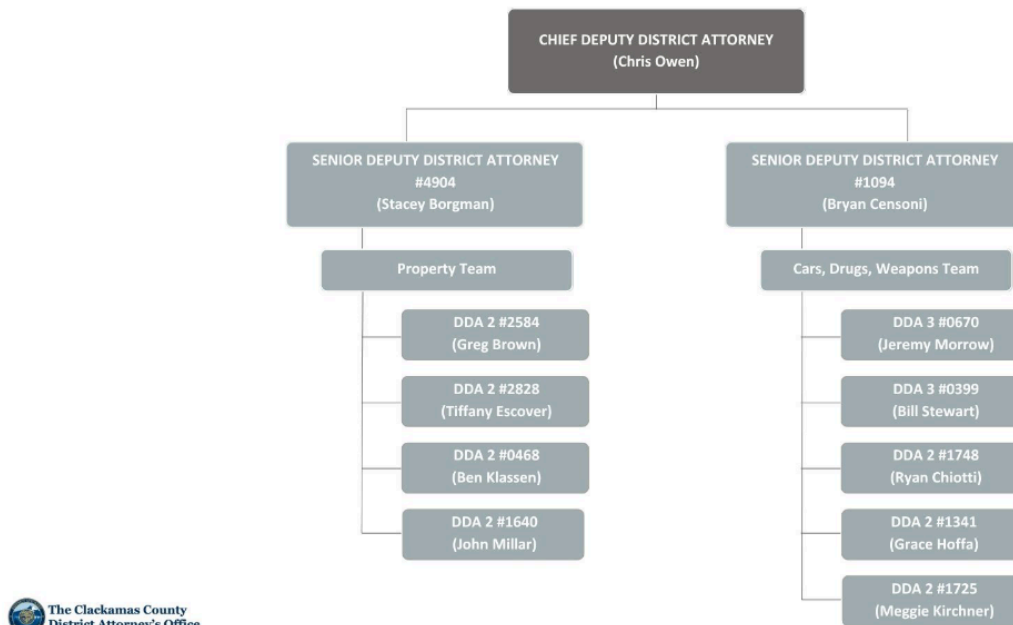 CHIEF DEPUTY DISTRICT ATTORNEY
(Chris Owen)
SENIOR DEPUTY DISTRICT ATTORNEY
#4904
(Stacey Borgman)
Property Team
DDA 2 #2584
(Greg Brown)
DDA 2 #2828
(Tiffany Escover)
DDA 2 #0468
(Ben Klassen)
DDA 2 #1640
(John Millar)
SENIOR DEPUTY DISTRICT ATTORNEY
#1094
(Bryan Censoni)
Cars, Drugs, Weapons Team
DDA 3 #0670
(Jeremy Morrow)
DDA 3 #0399
(Bill Stewart)
DDA 2 #1748
(Ryan Chiotti)
DDA 2 #1341
(Grace Hoffa)
DDA 2 #1725
(Meggie Kirchner)
The Clackamas County
District Attorney's Office